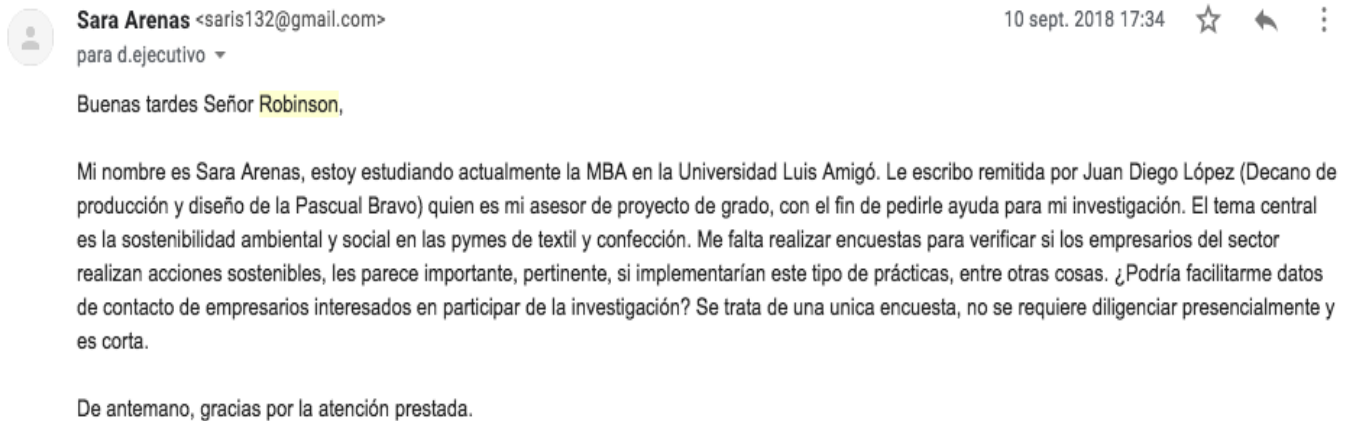 Sara Arenas <saris132@gmail.com> 10 sept. 2018 17:34
para d.ejecutivo
Buenas tardes Señor Robinson,
Mi nombre es Sara Arenas, estoy estudiando actualmente la MBA en la Universidad Luis Amigó. Le escribo remitida por Juan Diego López (Decano de
producción y diseño de la Pascual Bravo) quien es mi asesor de proyecto de grado, con el fin de pedirle ayuda para mi investigación. El tema central
es la sostenibilidad ambiental y social en las pymes de textil y confección. Me falta realizar encuestas para verificar si los empresarios del sector
realizan acciones sostenibles, les parece importante, pertinente, si implementarían este tipo de prácticas, entre otras cosas. ¿Podría facilitarme datos
de contacto de empresarios interesados en participar de la investigación? Se trata de una unica encuesta, no se requiere diligenciar presencialmente y
es corta.
De antemano, gracias por la atención prestada.